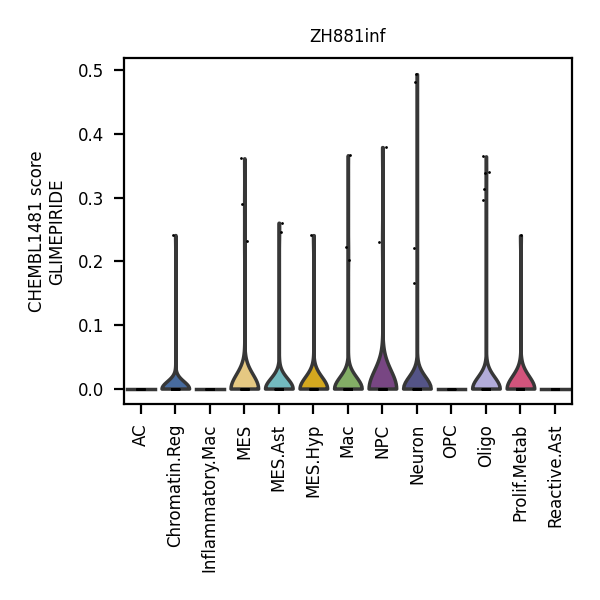 ZH881inf
CHEMBL1481 score
GLIMEPIRIDE
0.5
0.4
0.3
0.2
0.1
0.0
AC
Chromatin.Reg
Inflammatory.Mac
MES
MES.Ast
MES.Hyp
Mac
NPC
Neuron
OPC
Oligo
Prolif.Metab
Reactive.Ast